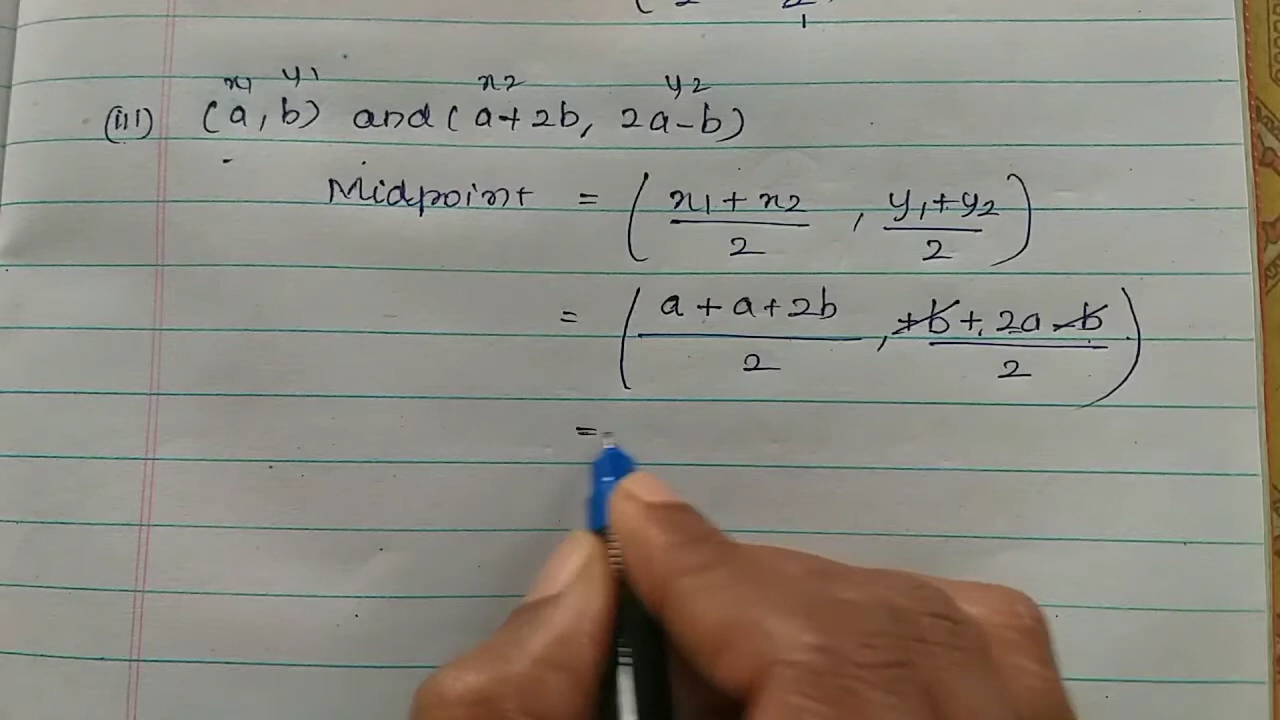 x1 y1 x2 y2
(iii) (a, b) and (a+2b, 2a-b)
Midpoint = ( x1 + x2 / 2 , y1 + y2 / 2 )
= ( a + a + 2b / 2 , +b + 2a - b / 2 )
=